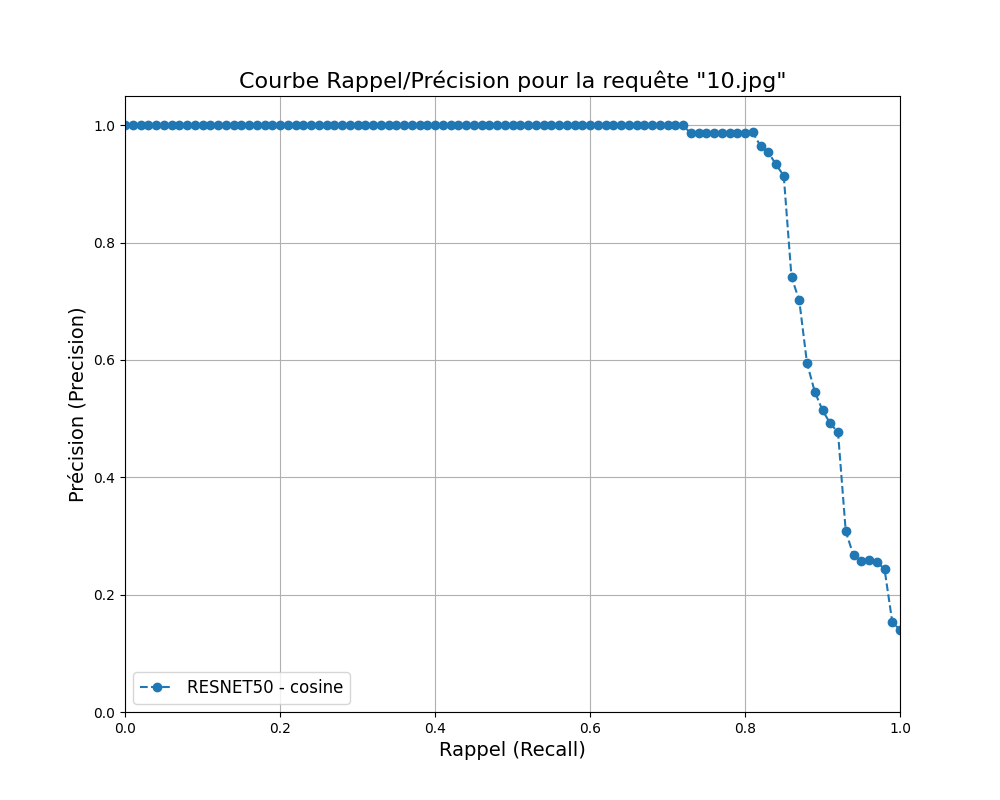 Courbe Rappel/Précision pour la requête "10.jpg"
Précision (Precision)
1.0
0.8
0.6
0.4
0.2
0.0
RESNET50 - cosine
0.0 0.2 0.4 0.6 0.8 1.0
Rappel (Recall)